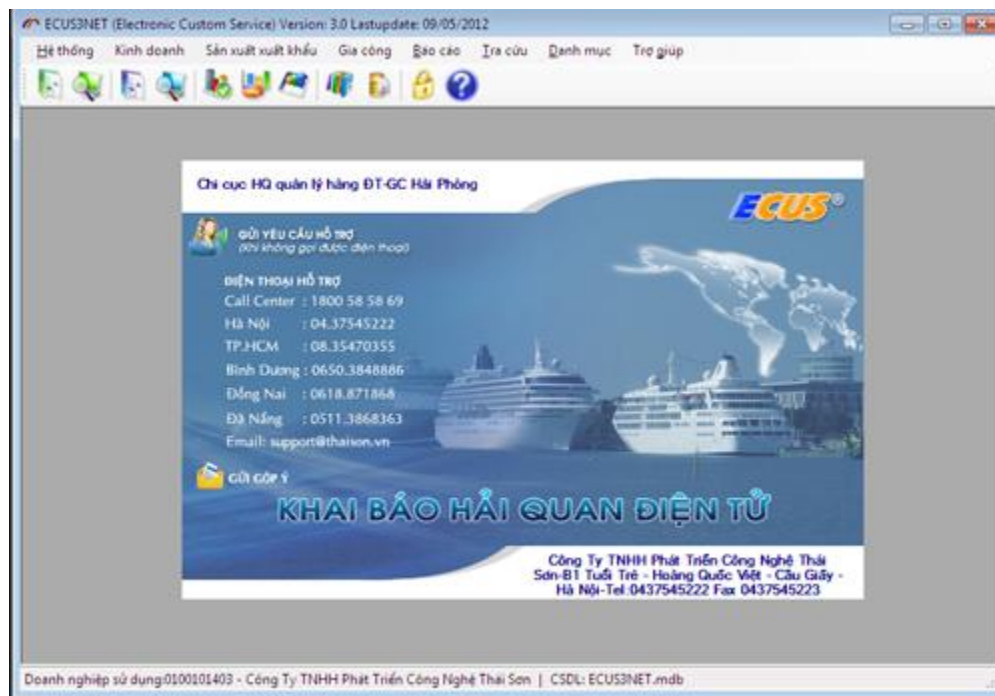 ECUS3NET (Electronic Custom Service) Version: 3.0 Lastupdate: 09/05/2012
Hệ thống Kinh doanh Sản xuất xuất khẩu Gia công Báo cáo Tra cứu Danh mục Trợ giúp
Chi cục HQ quản lý hàng ĐT-GC Hải Phòng
ECUS®
GỬI YÊU CẦU HỖ TRỢ
(Khi không gọi được điện thoại)
ĐIỆN THOẠI HỖ TRỢ
Call Center : 1800 58 58 69
Hà Nội : 04.37545222
TP.HCM : 08.35470355
Bình Dương : 0650.3848886
Đồng Nai : 0618.871868
Đà Nẵng : 0511.3868363
Email: support@thaison.vn
GỬI GÓP Ý
KHAI BÁO HẢI QUAN ĐIỆN TỬ
Công Ty TNHH Phát Triển Công Nghệ Thái
Sơn-B1 Tuổi Trẻ - Hoàng Quốc Việt - Cầu Giấy -
Hà Nội-Tel:0437545222 Fax 0437545223
Doanh nghiệp sử dụng:0100101403 - Công Ty TNHH Phát Triển Công Nghệ Thái Sơn | CSDL: ECUS3NET.mdb